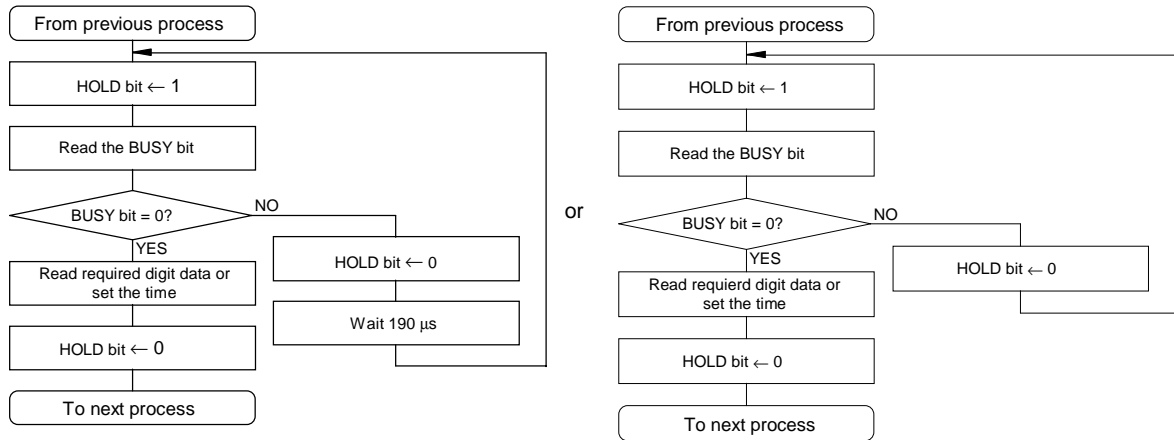 From previous process
HOLD bit ← 1
Read the BUSY bit
BUSY bit = 0?
NO
YES
HOLD bit ← 0
Read required digit data or
set the time
Wait 190 μs
HOLD bit ← 0
To next process
or
From previous process
HOLD bit ← 1
Read the BUSY bit
BUSY bit = 0?
NO
YES
HOLD bit ← 0
Read requierd digit data or
set the time
HOLD bit ← 0
To next process